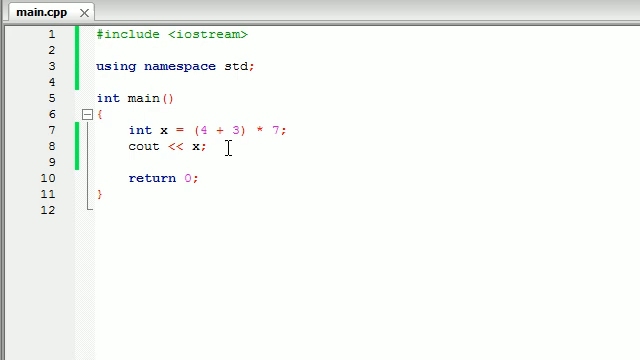 main.cpp
1 #include <iostream>
2
3 using namespace std;
4
5 int main()
6 {
7 int x = (4 + 3) * 7;
8 cout << x;
9
10 return 0;
11 }
12